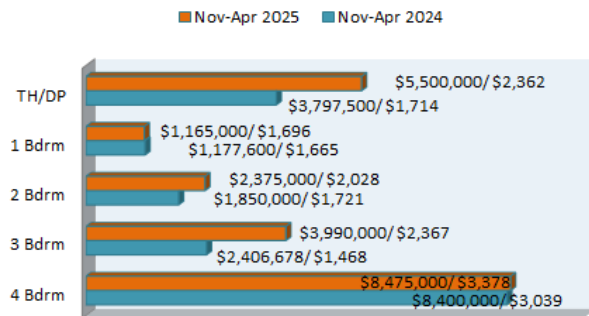 Nov-Apr 2025 Nov-Apr 2024
TH/DP
$5,500,000/$2,362
$3,797,500/$1,714
1 Bdrm
$1,165,000/$1,696
$1,177,600/$1,665
2 Bdrm
$2,375,000/$2,028
$1,850,000/$1,721
3 Bdrm
$3,990,000/$2,367
$2,406,678/$1,468
4 Bdrm
$8,475,000/$3,378
$8,400,000/$3,039